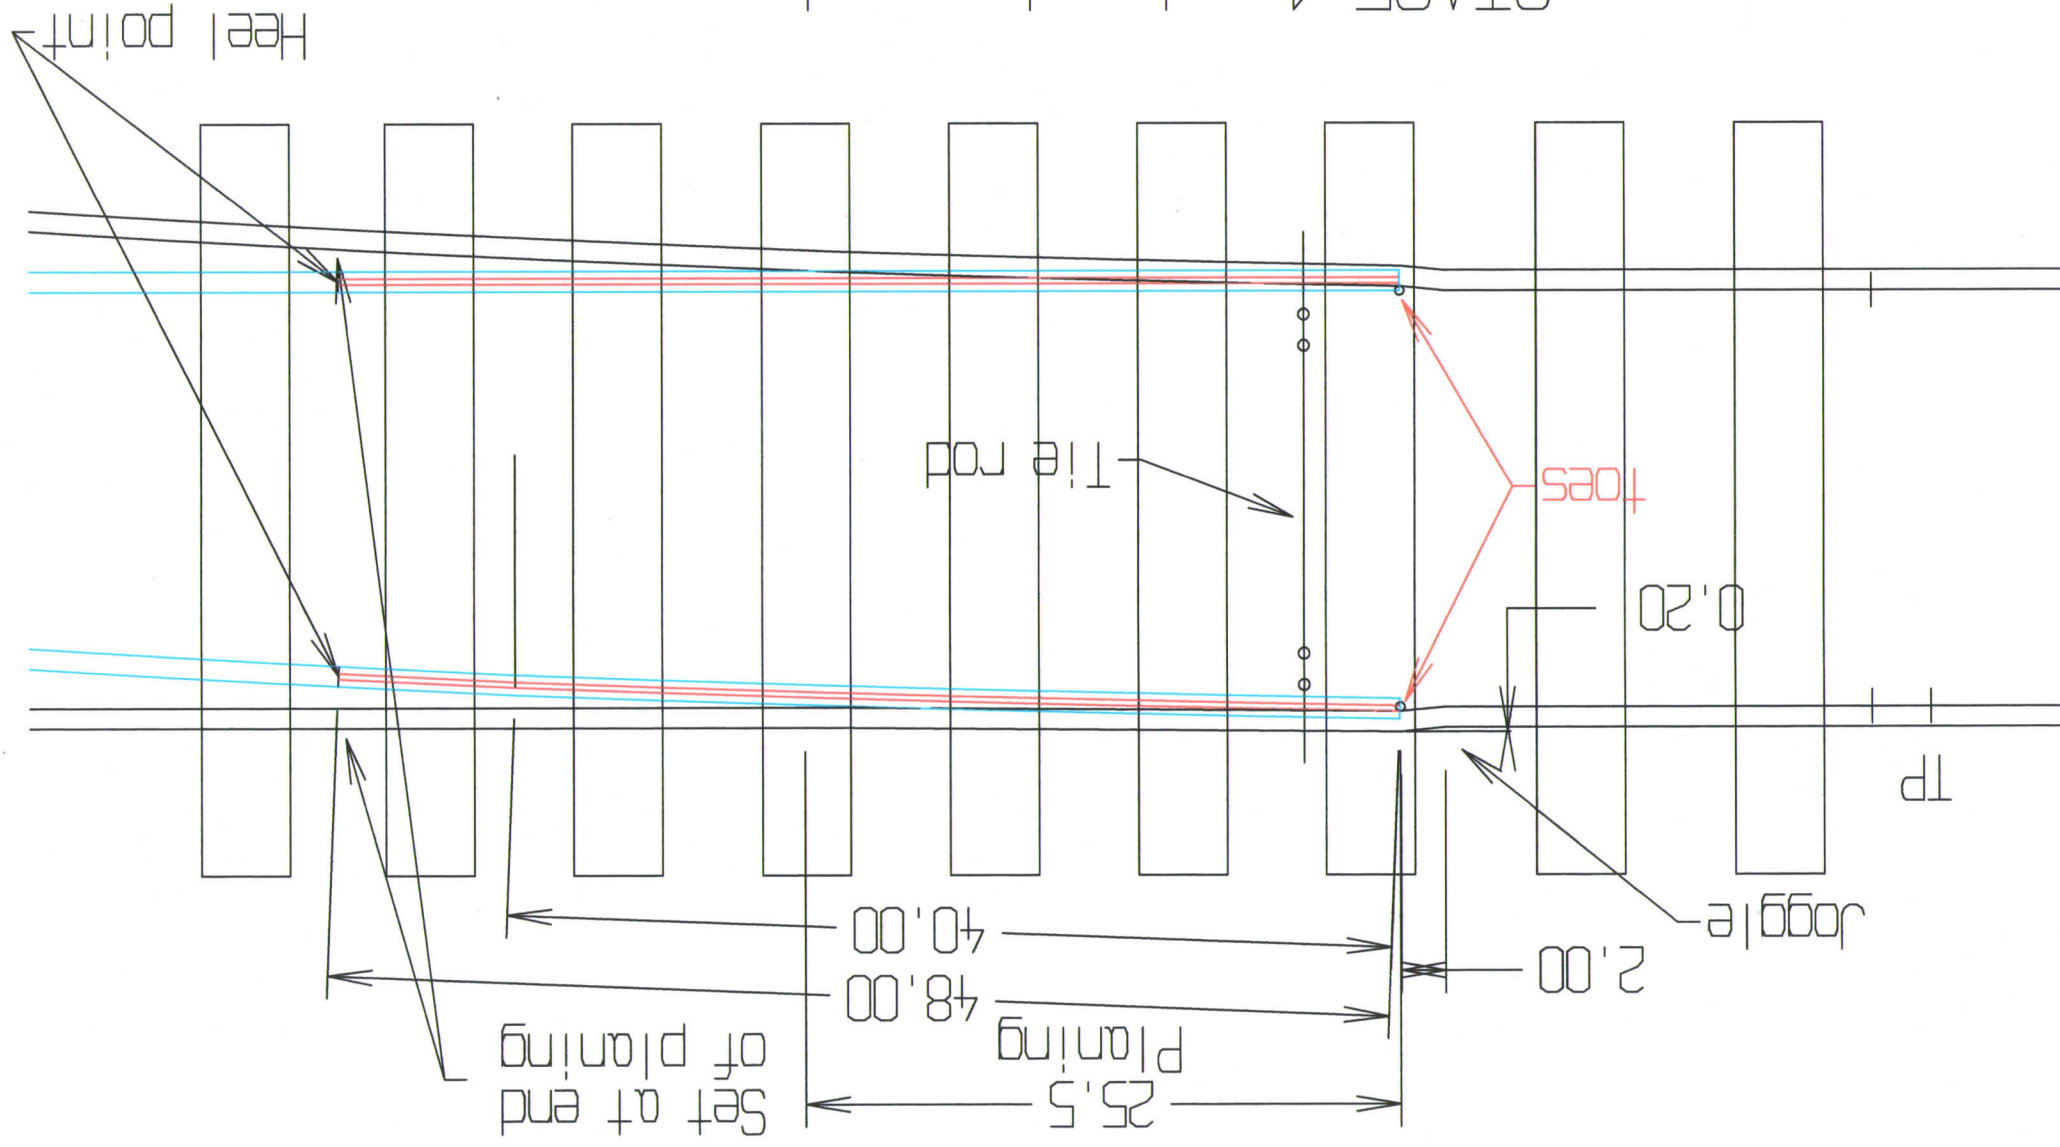 25.5
Planing
Set at end
of planing
48.00
2.00
40.00
Joggle
TP
0.20
toes
Tie rod
Heel point
STAGE